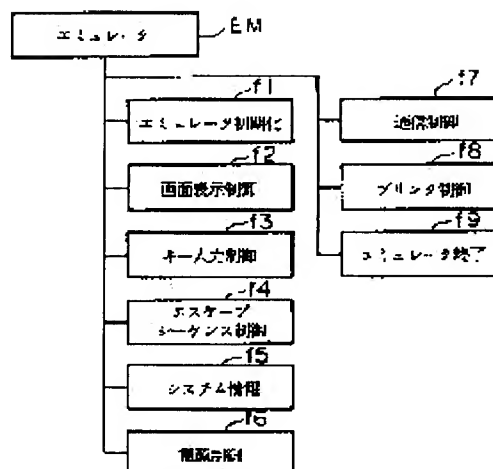 エミュレータ
EM
f1
エミュレータ初期化
f2
画面表示制御
f3
キー入力制御
f4
エスケープ
シーケンス制御
f5
システム情報
f6
f7
通信制御
f8
プリンタ制御
f9
エミュレータ終了